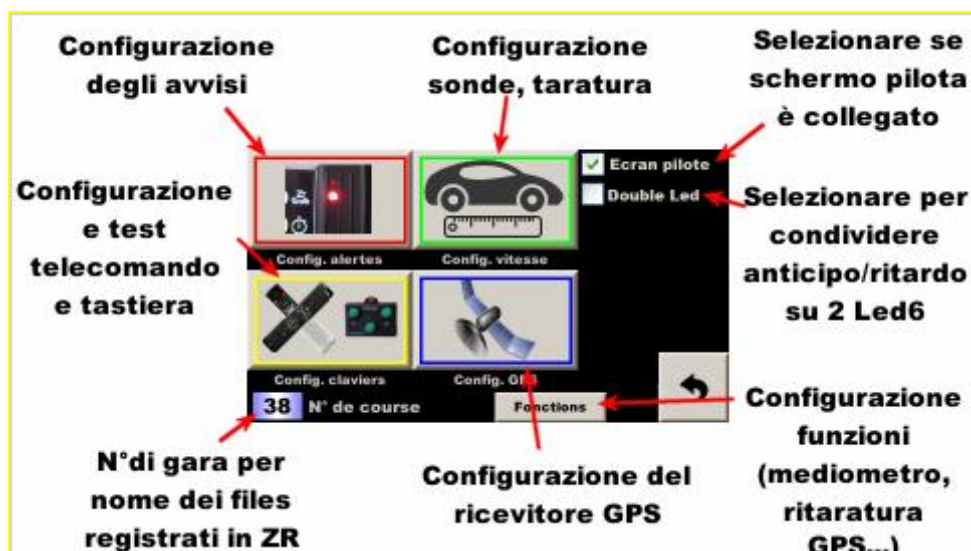 Configurazione
degli avvisi
Configurazione
sonde, taratura
Selezionare se
schermo pilota
è collegato
Configurazione
e test
telecomando
e tastiera
Ecran pilote
Double Led
Selezionare per
condividere
anticipo/ritardo
su 2 Led6
Config. alertes
Config. vitesse
Config. claviers
Config. GPS
38 N° de course
Fonctions
N°di gara per
nome dei files
registrati in ZR
Configurazione del
ricevitore GPS
Configurazione
funzioni
(mediometro,
ritaratura
GPS...)